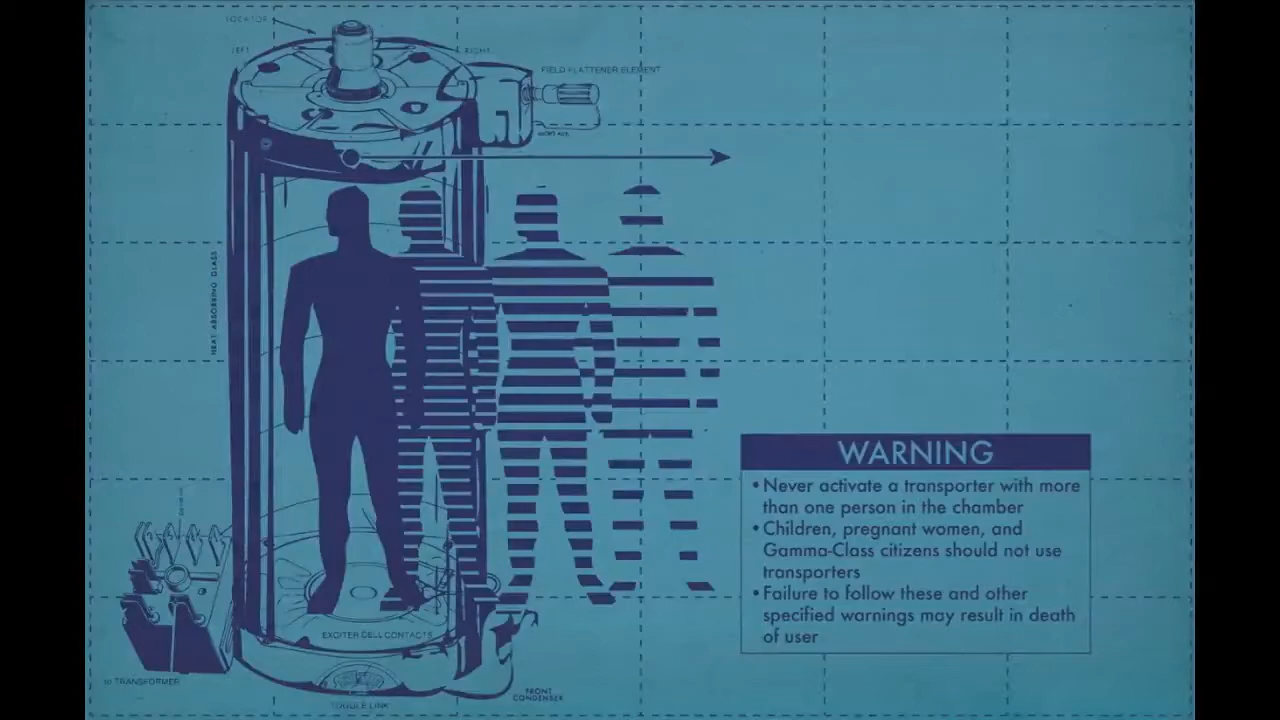 LOCATOR
LEFT
RIGHT
FIELD FLATTENER ELEMENT
HEAT ABSORBING GLASS
WARNING
• Never activate a transporter with more
than one person in the chamber
• Children, pregnant women, and
Gamma-Class citizens should not use
transporters
• Failure to follow these and other
specified warnings may result in death
of user
EXCITER CELL CONTACTS
to TRANSFORMER
FRONT
CONDENSER
TOGGLE LINK